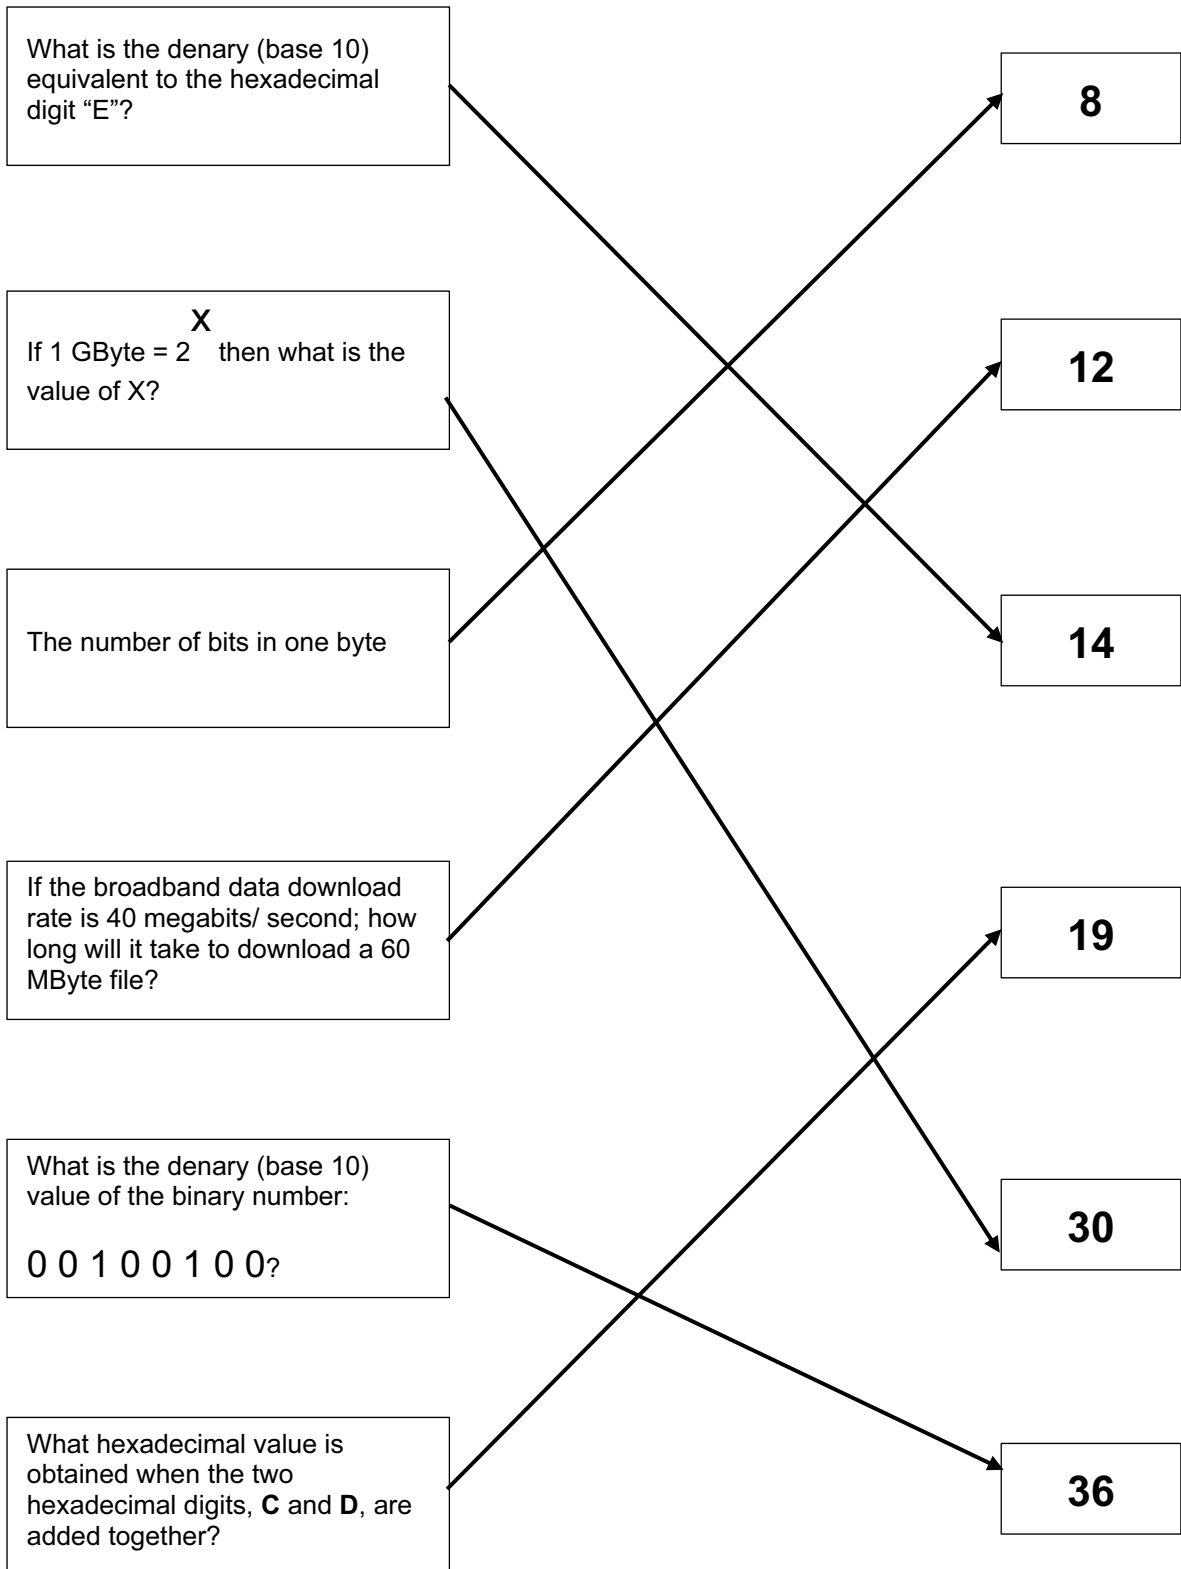 What is the denary (base 10)
equivalent to the hexadecimal
digit “E”?
8
If 1 GByte = 2^X then what is the
value of X?
12
The number of bits in one byte
14
If the broadband data download
rate is 40 megabits/ second; how
long will it take to download a 60
MByte file?
19
What is the denary (base 10)
value of the binary number:
0 0 1 0 0 1 0 0?
30
What hexadecimal value is
obtained when the two
hexadecimal digits, C and D, are
added together?
36